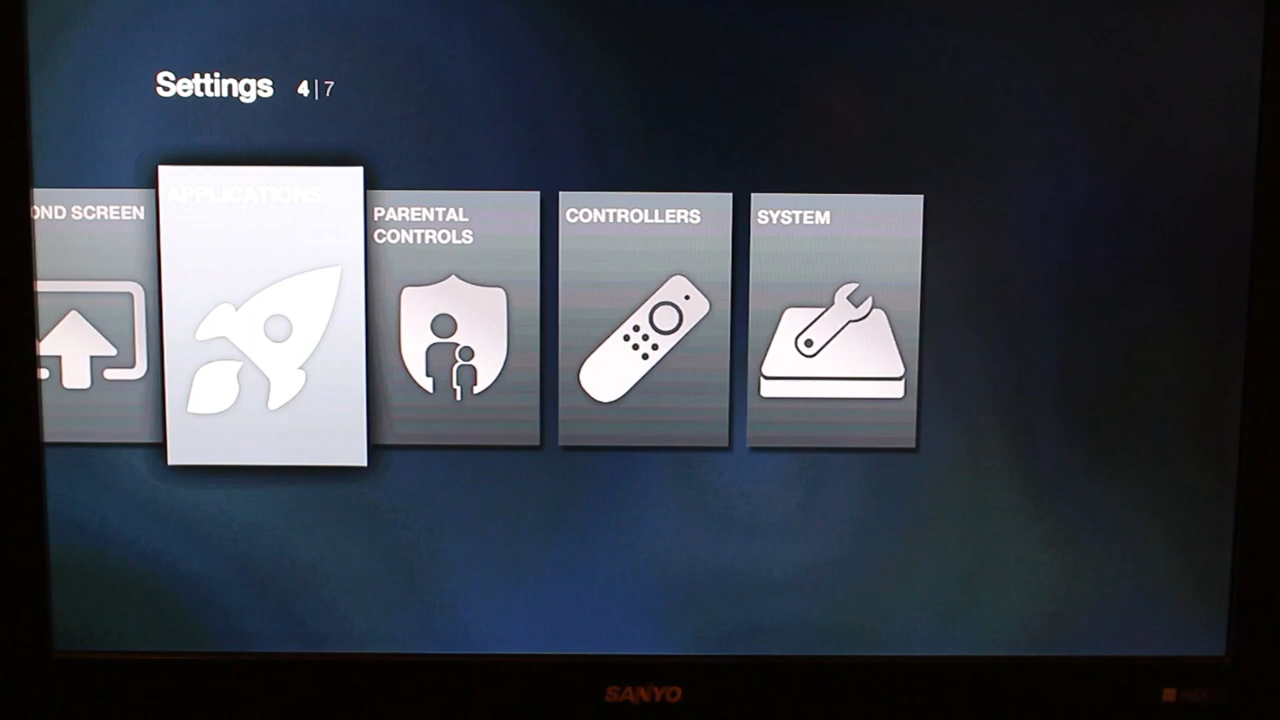 Settings 4|7
OND SCREEN
APPLICATIONS
PARENTAL
CONTROLS
CONTROLLERS
SYSTEM
SANYO